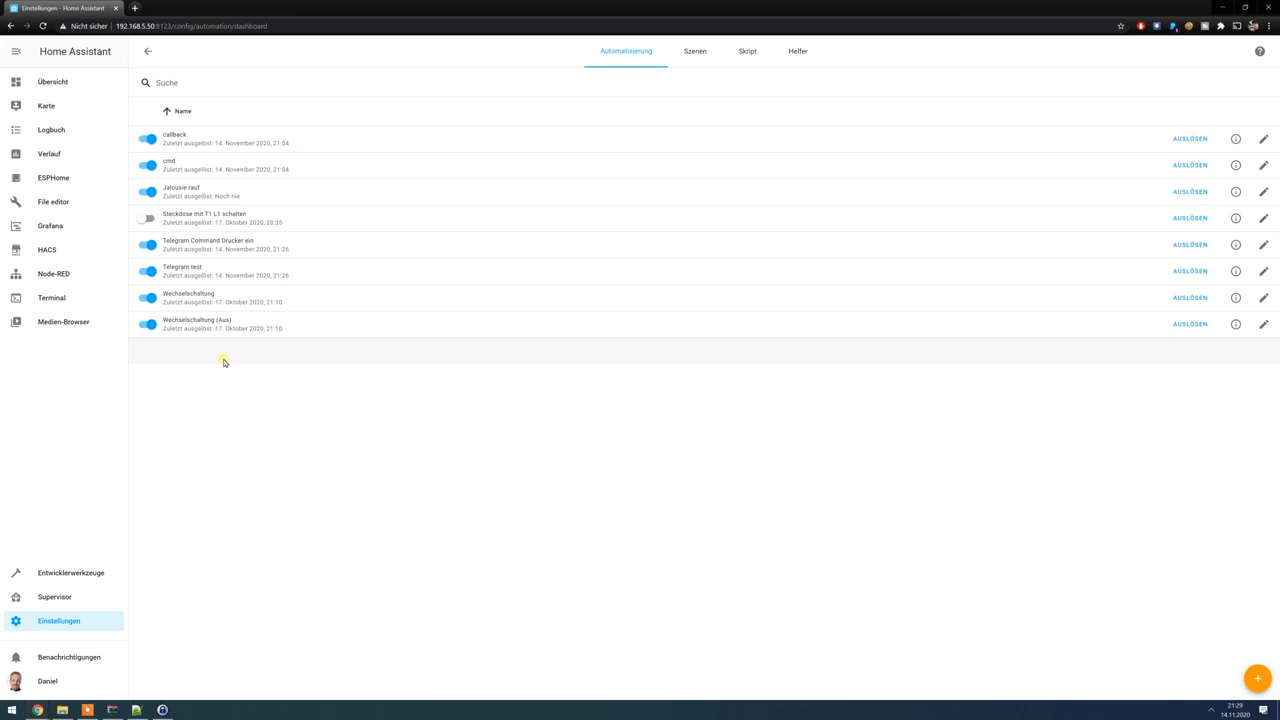 Einstellungen - Home Assistant
Nicht sicher
192.168.5.50:8123/config/automation/dashboard
Home Assistant
Automatisierung
Szenen
Skript
Helfer
Übersicht
Karte
Logbuch
Verlauf
ESPHome
File editor
Grafana
HACS
Node-RED
Terminal
Medien-Browser
Entwicklerwerkzeuge
Supervisor
Einstellungen
Benachrichtigungen
Daniel
Suche
Name
callback
Zuletzt ausgelöst: 14. November 2020, 21:04
AUSLÖSEN
cmd
Zuletzt ausgelöst: 14. November 2020, 21:04
AUSLÖSEN
Jalousie rauf
Zuletzt ausgelöst: Noch nie
AUSLÖSEN
Steckdose mit T1 L1 schalten
Zuletzt ausgelöst: 17. Oktober 2020, 20:35
AUSLÖSEN
Telegram Command Drucker ein
Zuletzt ausgelöst: 14. November 2020, 21:26
AUSLÖSEN
Telegram test
Zuletzt ausgelöst: 14. November 2020, 21:26
AUSLÖSEN
Wechselschaltung
Zuletzt ausgelöst: 17. Oktober 2020, 21:10
AUSLÖSEN
Wechselschaltung (Aus)
Zuletzt ausgelöst: 17. Oktober 2020, 21:10
AUSLÖSEN
21:29
14.11.2020